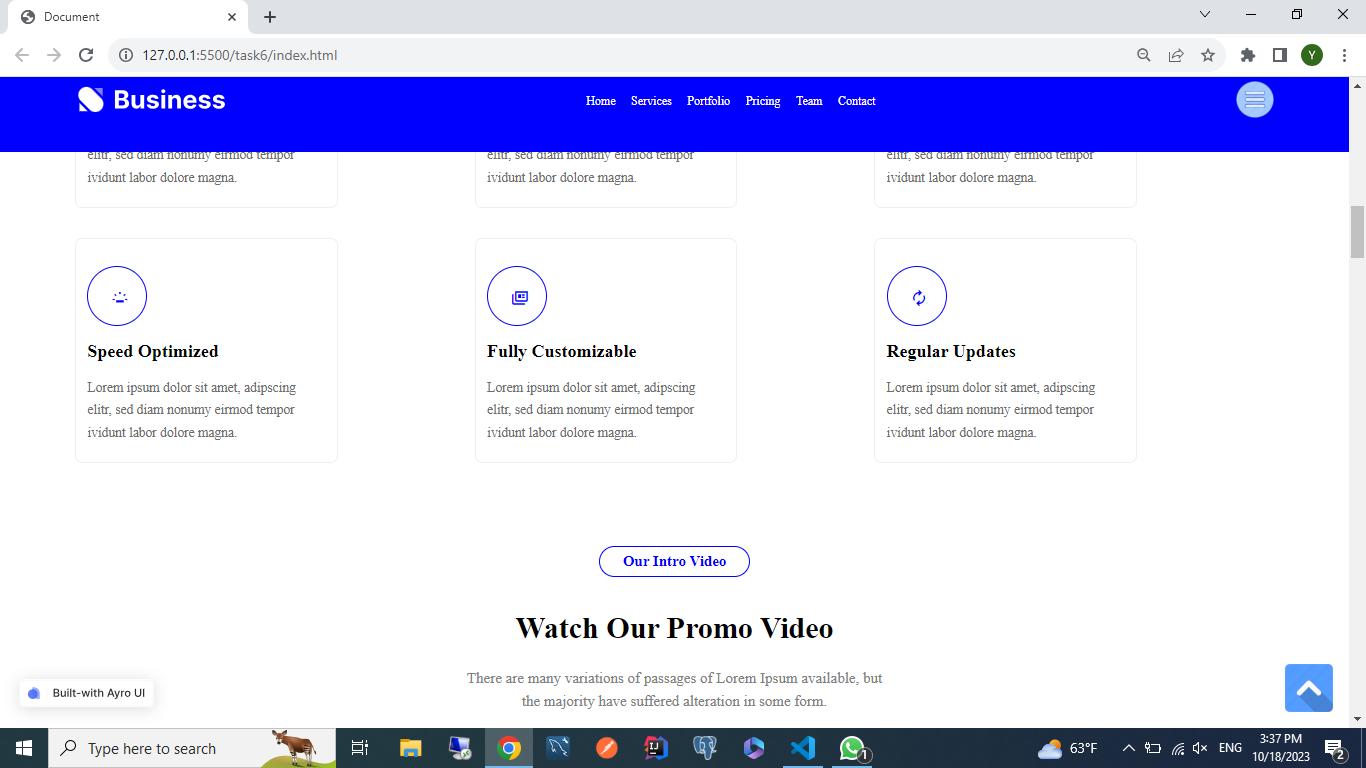 Document
127.0.0.1:5500/task6/index.html
Y
Business
Home Services Portfolio Pricing Team Contact
elitr, sed diam nonumy eirmod tempor
ividunt labor dolore magna.
elitr, sed diam nonumy eirmod tempor
ividunt labor dolore magna.
elitr, sed diam nonumy eirmod tempor
ividunt labor dolore magna.
Speed Optimized
Lorem ipsum dolor sit amet, adipscing
elitr, sed diam nonumy eirmod tempor
ividunt labor dolore magna.
Fully Customizable
Lorem ipsum dolor sit amet, adipscing
elitr, sed diam nonumy eirmod tempor
ividunt labor dolore magna.
Regular Updates
Lorem ipsum dolor sit amet, adipscing
elitr, sed diam nonumy eirmod tempor
ividunt labor dolore magna.
Our Intro Video
Watch Our Promo Video
There are many variations of passages of Lorem Ipsum available, but
the majority have suffered alteration in some form.
Built-with Ayro UI
Type here to search
IJ
1
63°F
ENG
3:37 PM
10/18/2023
2